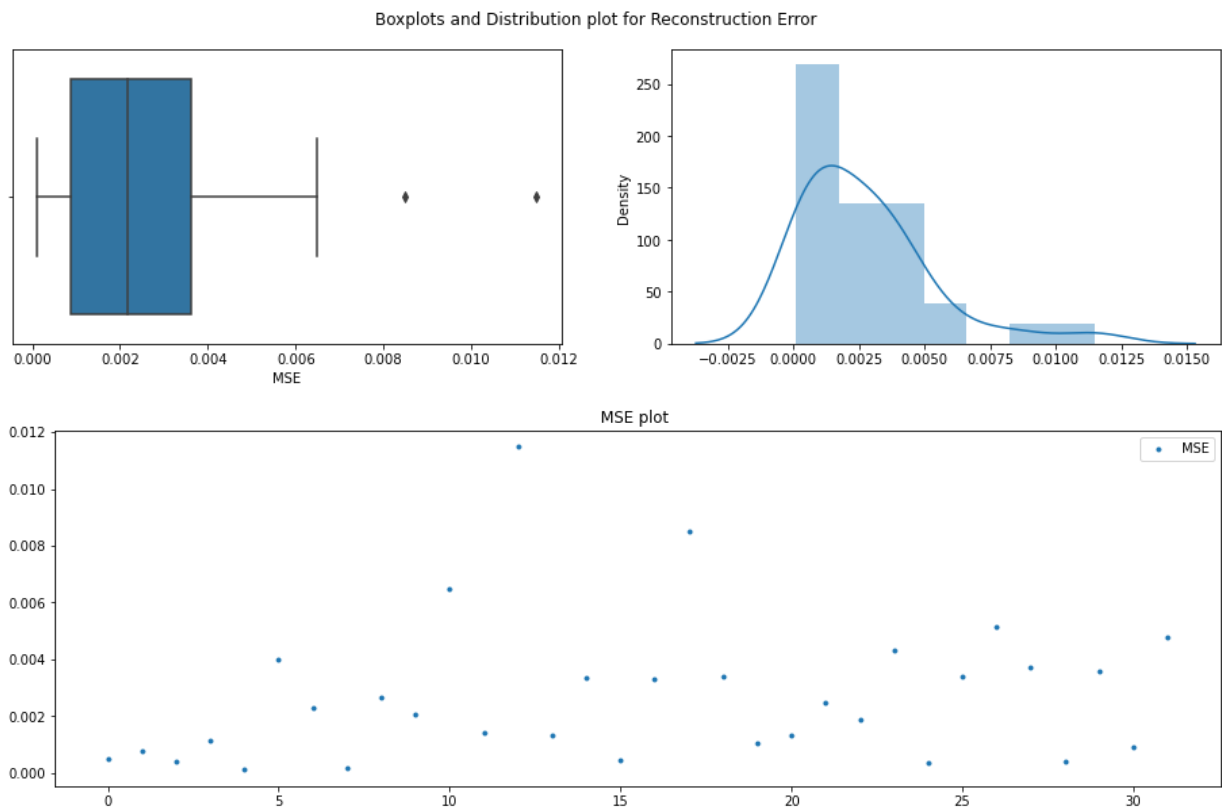 Boxplots and Distribution plot for Reconstruction Error
0.000 0.002 0.004 0.006 0.008 0.010 0.012
MSE
250
200
150
100
50
0
Density
−0.0025 0.0000 0.0025 0.0050 0.0075 0.0100 0.0125 0.0150
MSE plot
MSE
0.012
0.010
0.008
0.006
0.004
0.002
0.000
0 5 10 15 20 25 30